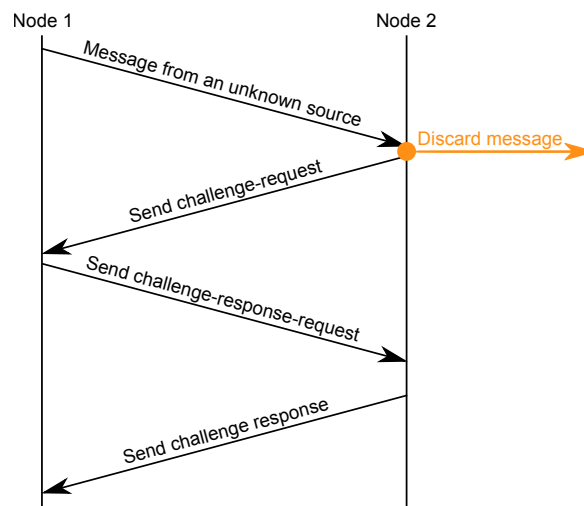 Node 1
Node 2
Message from an unknown source
Discard message
Send challenge-request
Send challenge-response-request
Send challenge response